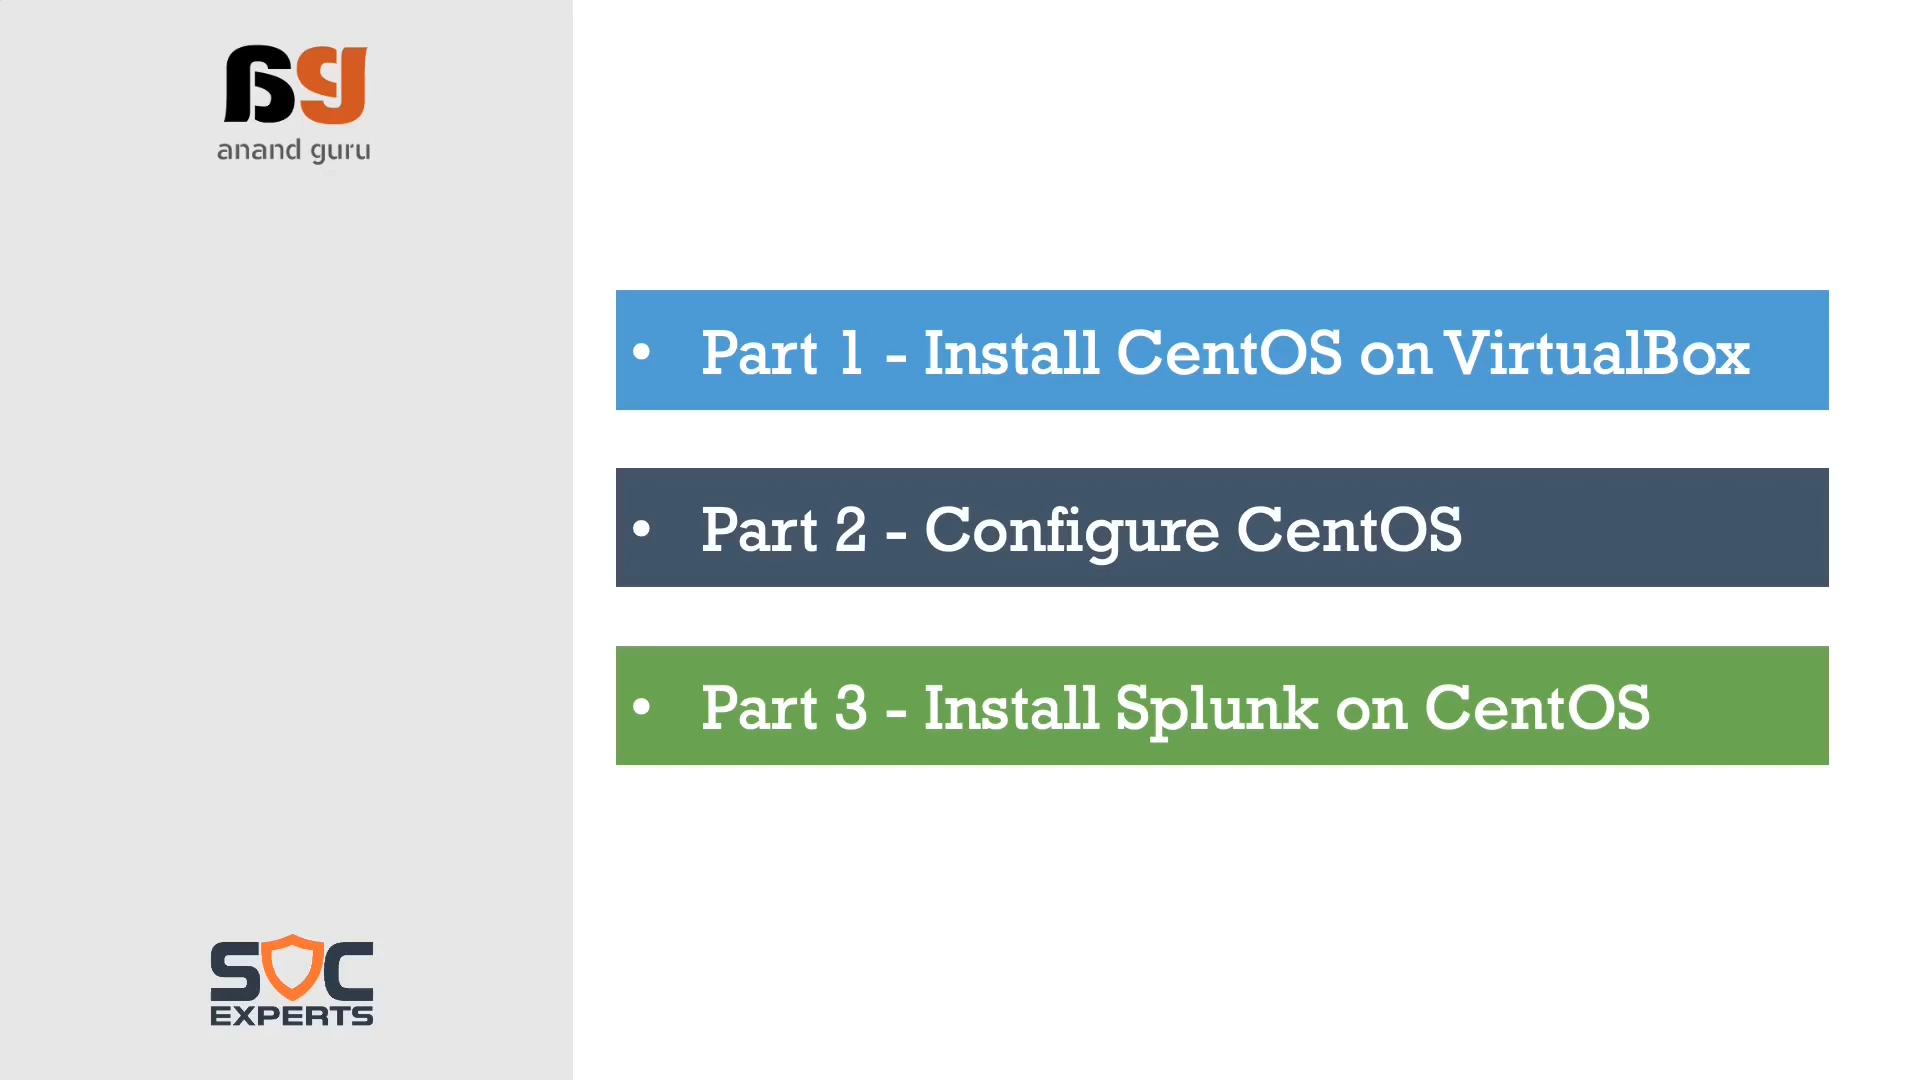 ag
anand guru
• Part 1 - Install CentOS on VirtualBox
• Part 2 - Configure CentOS
• Part 3 - Install Splunk on CentOS
SOC
EXPERTS